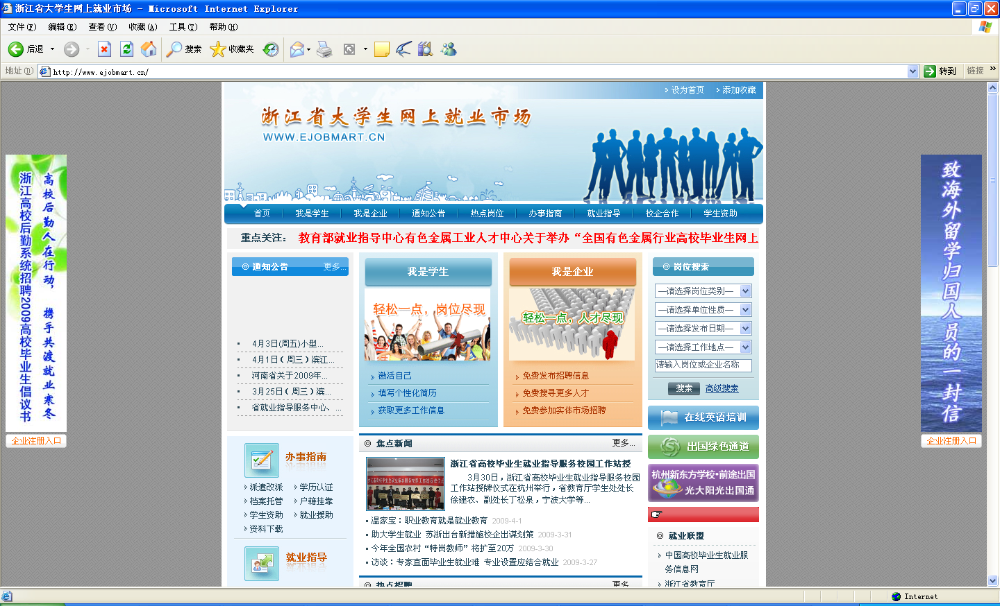 浙江省大学生网上就业市场 - Microsoft Internet Explorer
文件(F) 编辑(E) 查看(V) 收藏(A) 工具(T) 帮助(H)
后退 搜索 收藏夹
地址(D) http://www.ejobmart.cn/ 转到 链接 »
设为首页 添加收藏
浙江省大学生网上就业市场
WWW.EJOBMART.CN
首页 我是学生 我是企业 通知公告 热点岗位 办事指南 就业指导 校企合作 学生资助
重点关注： 教育部就业指导中心有色金属工业人才中心关于举办“全国有色金属行业高校毕业生网上
高校后勤人在行动， 携手共渡就业寒冬
浙江高校后勤系统招聘2009高校毕业生倡议书
企业注册入口
通知公告 更多...
4月3日(周五)小型...
4月1日（周三）滨江...
河南省关于2009年...
3月25日（周三）滨...
省就业指导服务中心、...
办事指南
派遣改派 学历认证
档案托管 户籍挂靠
学生资助 就业援助
资料下载
就业指导
我是学生
轻松一点，岗位尽现
激活自己
填写个性化简历
获取更多工作信息
我是企业
轻松一点，人才尽现
免费发布招聘信息
免费搜寻更多人才
免费参加实体市场招聘
焦点新闻 更多...
浙江省高校毕业生就业指导服务校园工作站授
3月30日，浙江省高校毕业生就业指导服务校园
工作站授牌仪式在杭州举行，省教育厅学生处处长
徐建农、副处长丁松泉，宁波大学等...
温家宝：职业教育就是就业教育 2009-4-1
助大学生就业 苏浙出台新措施校企出谋划策 2009-3-31
今年全国农村“特岗教师”将扩至20万 2009-3-30
访谈：专家直面毕业生就业难 专业设置应结合就业 2009-3-27
热点招聘 更多...
岗位搜索
—请选择岗位类别—
—请选择单位性质—
—请选择发布日期—
—请选择工作地点—
请输入岗位或企业名称
搜索 高级搜索
在线英语培训
出国绿色通道
杭州新东方学校•前途出国
光大阳光出国通
就业联盟
中国高校毕业生就业服
务信息网
浙江省教育厅
致海外留学归国人员的一封信
企业注册入口
Internet